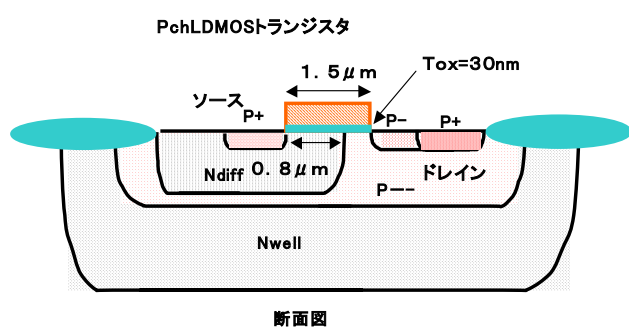 PchLDMOSトランジスタ
1.5μm
Tox=30nm
ソース
P+
P-
P+
Ndiff
0.8μm
ドレイン
P--
Nwell
断面図